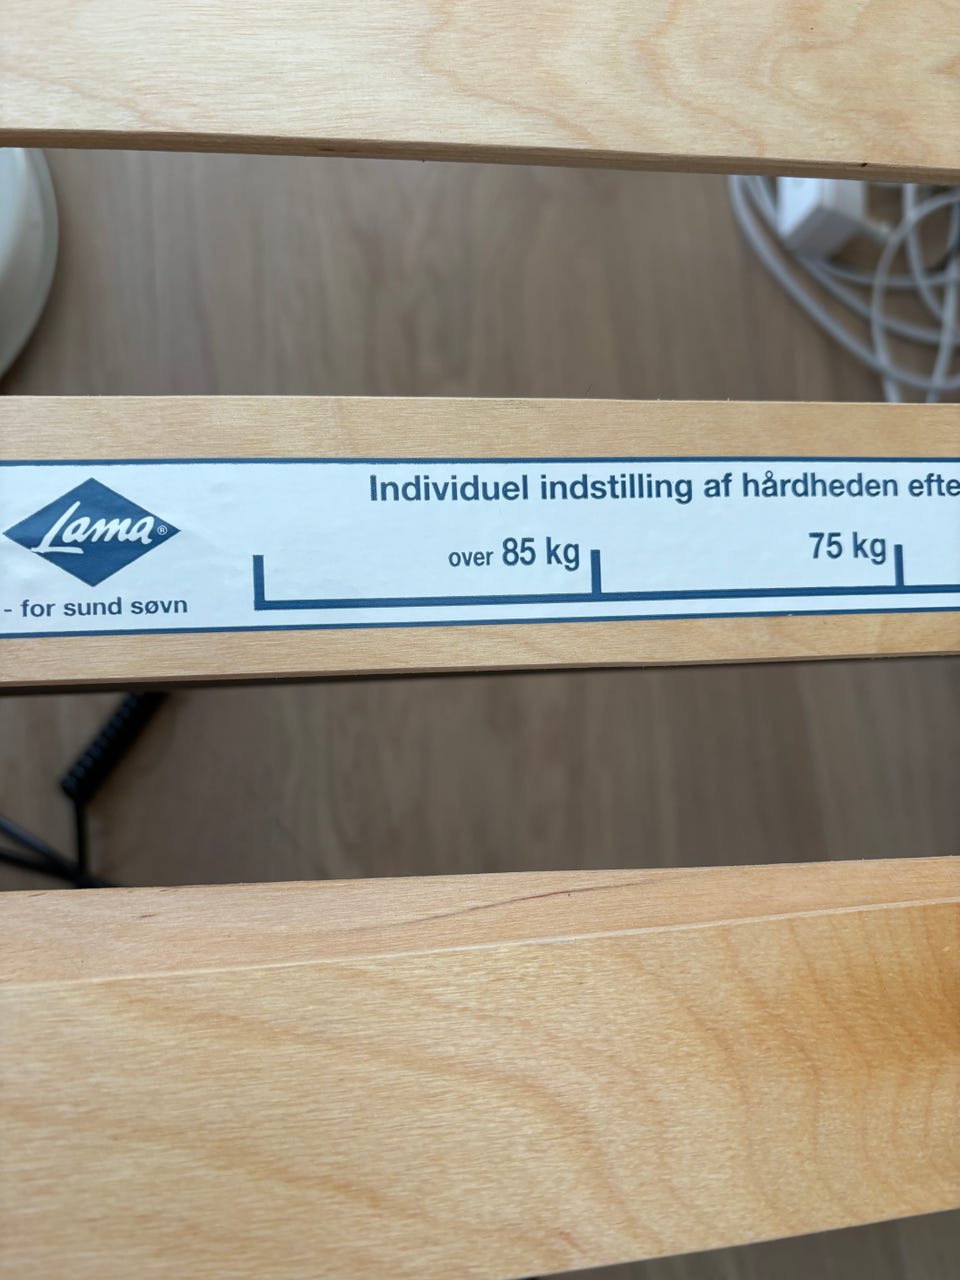 Individuel indstilling af hårdheden efte
Lama®
over 85 kg
75 kg
- for sund søvn